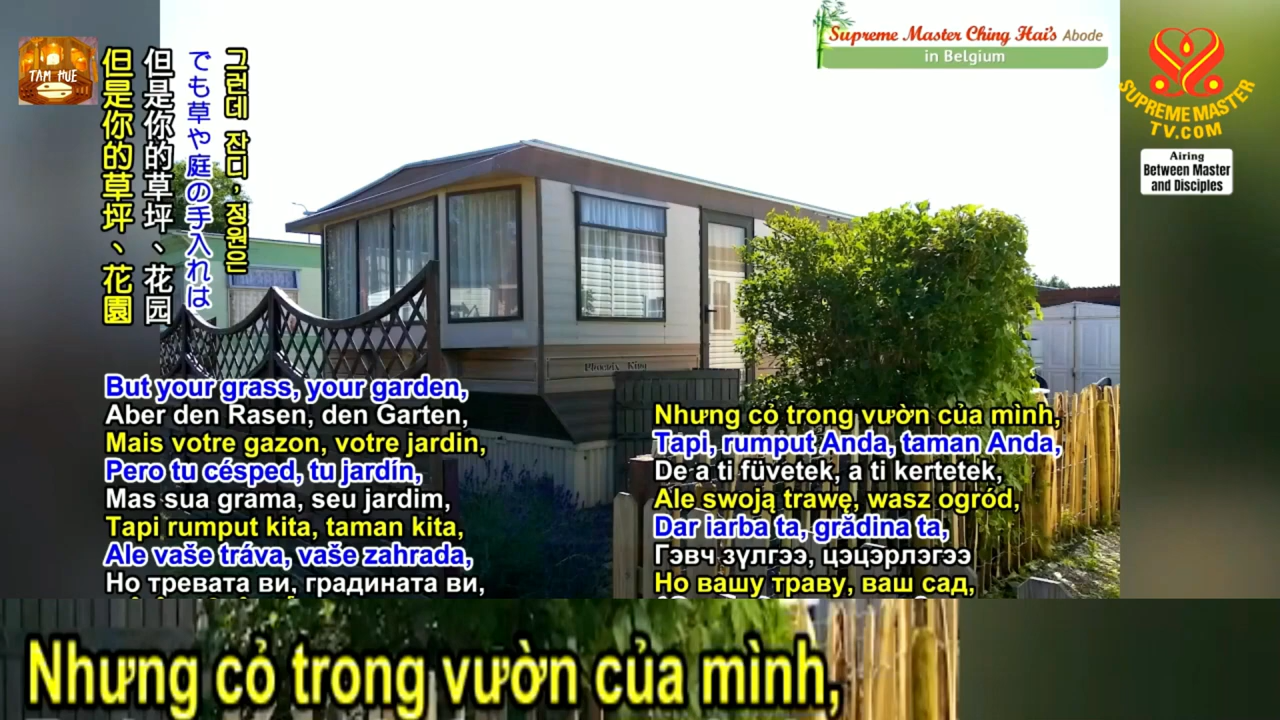 Supreme Master Ching Hai's Abode
in Belgium
TAM HUE
SUPREME MASTER
TV.COM
Airing
Between Master
and Disciples
但是你的草坪、花園
但是你的草坪、花园
でも草や庭の手入れは
그런데 잔디, 정원은
Phoenix King
But your grass, your garden,
Aber den Rasen, den Garten,
Mais votre gazon, votre jardin,
Pero tu césped, tu jardín,
Mas sua grama, seu jardim,
Tapi rumput kita, taman kita,
Ale vaše tráva, vaše zahrada,
Но тревата ви, градината ви,
Nhưng cỏ trong vườn của mình,
Tapi, rumput Anda, taman Anda,
De a ti füvetek, a ti kertetek,
Ale swoją trawę, wasz ogród,
Dar iarba ta, grădina ta,
Гэвч зүлгээ, цэцэрлэгээ
Но вашу траву, ваш сад,
Nhưng cỏ trong vườn của mình,